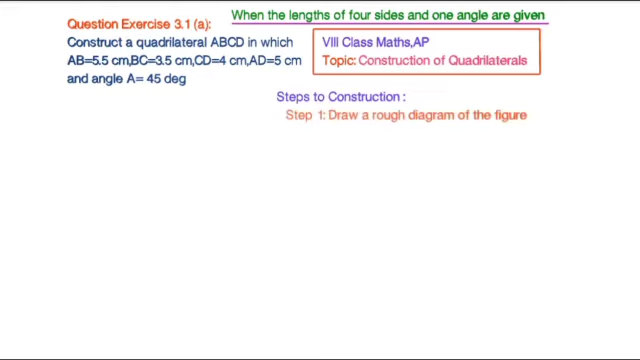 When the lengths of four sides and one angle are given
Question Exercise 3.1 (a):
Construct a quadrilateral ABCD in which
AB=5.5 cm,BC=3.5 cm,CD=4 cm,AD=5 cm
and angle A= 45 deg
VIII Class Maths,AP
Topic: Construction of Quadrilaterals
Steps to Construction :
Step 1: Draw a rough diagram of the figure